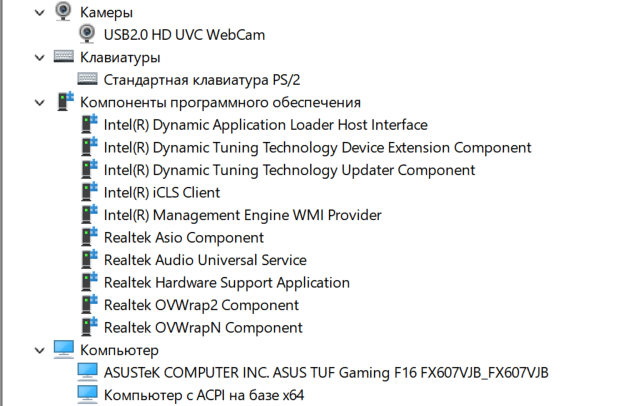 Камеры
USB2.0 HD UVC WebCam
Клавиатуры
Стандартная клавиатура PS/2
Компоненты программного обеспечения
Intel(R) Dynamic Application Loader Host Interface
Intel(R) Dynamic Tuning Technology Device Extension Component
Intel(R) Dynamic Tuning Technology Updater Component
Intel(R) iCLS Client
Intel(R) Management Engine WMI Provider
Realtek Asio Component
Realtek Audio Universal Service
Realtek Hardware Support Application
Realtek OVWrap2 Component
Realtek OVWrapN Component
Компьютер
ASUSTeK COMPUTER INC. ASUS TUF Gaming F16 FX607VJB_FX607VJB
Компьютер с ACPI на базе x64